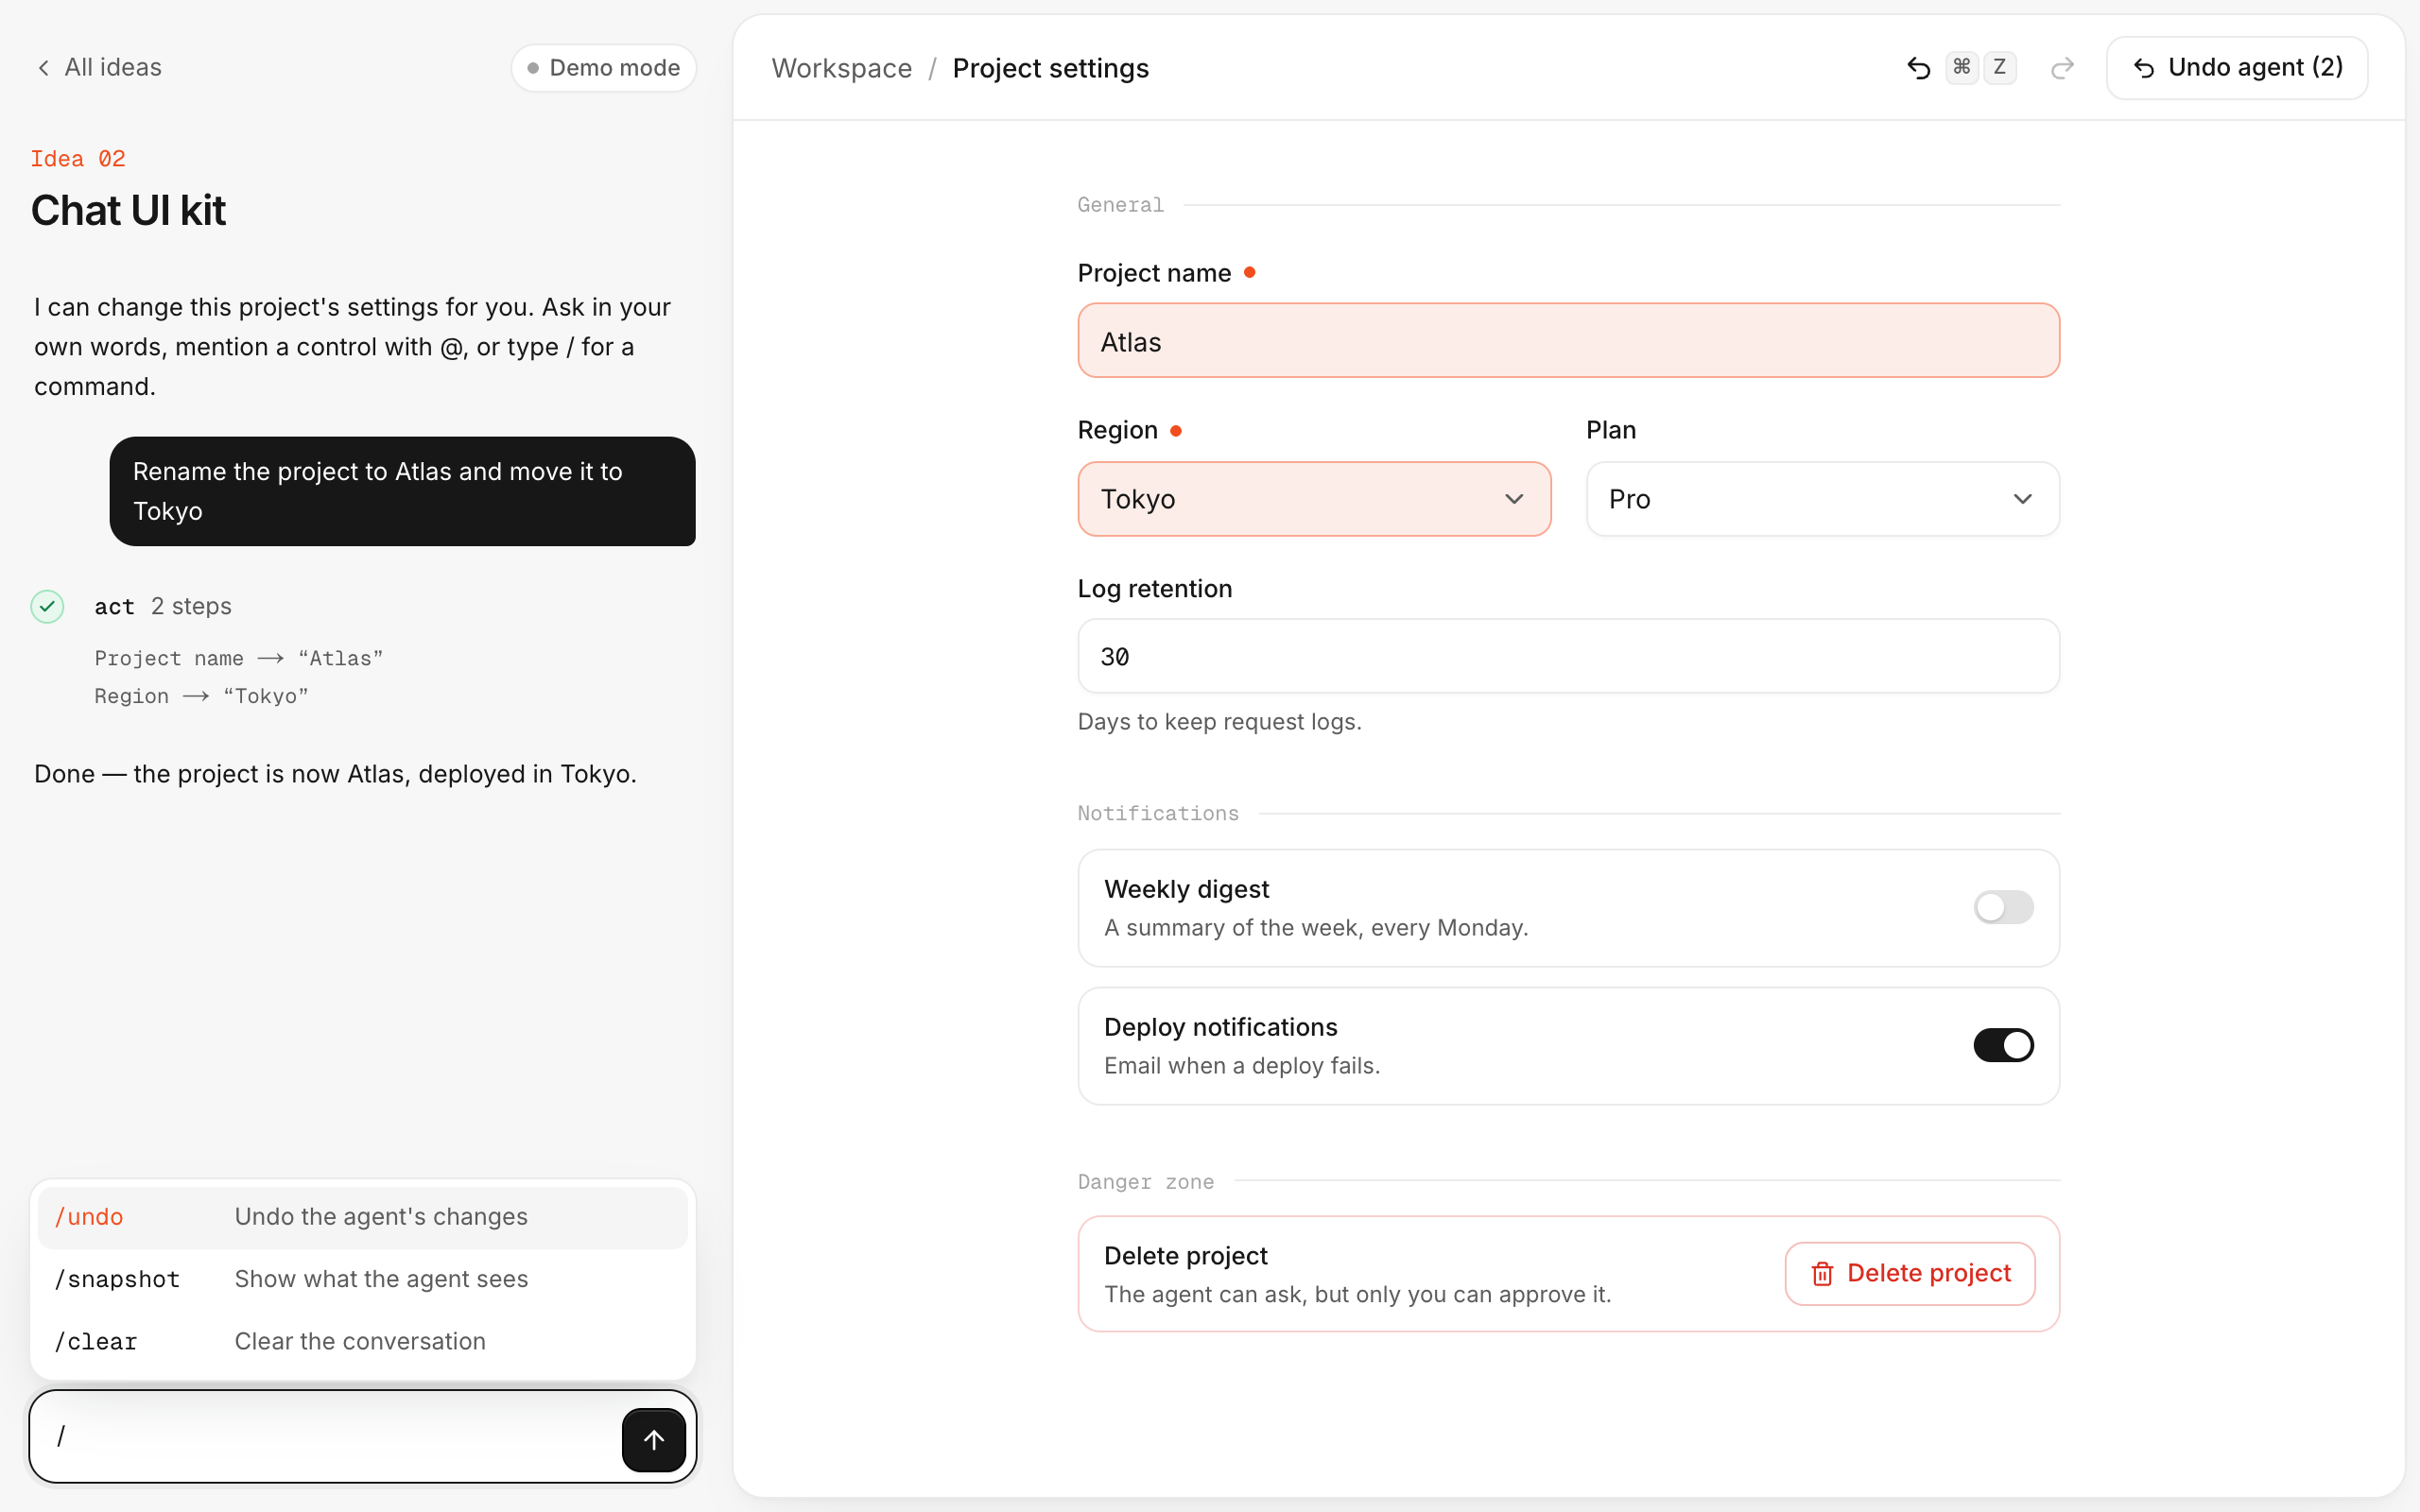 All ideas
Demo mode
Idea 02
Chat UI kit
I can change this project's settings for you. Ask in your
own words, mention a control with @, or type / for a
command.
Rename the project to Atlas and move it to
Tokyo
act 2 steps
Project name → “Atlas”
Region → “Tokyo”
Done — the project is now Atlas, deployed in Tokyo.
/undo Undo the agent's changes
/snapshot Show what the agent sees
/clear Clear the conversation
/
Workspace / Project settings
⌘ Z
Undo agent (2)
General
Project name
Atlas
Region
Plan
Tokyo
Pro
Log retention
30
Days to keep request logs.
Notifications
Weekly digest
A summary of the week, every Monday.
Deploy notifications
Email when a deploy fails.
Danger zone
Delete project
The agent can ask, but only you can approve it.
Delete project